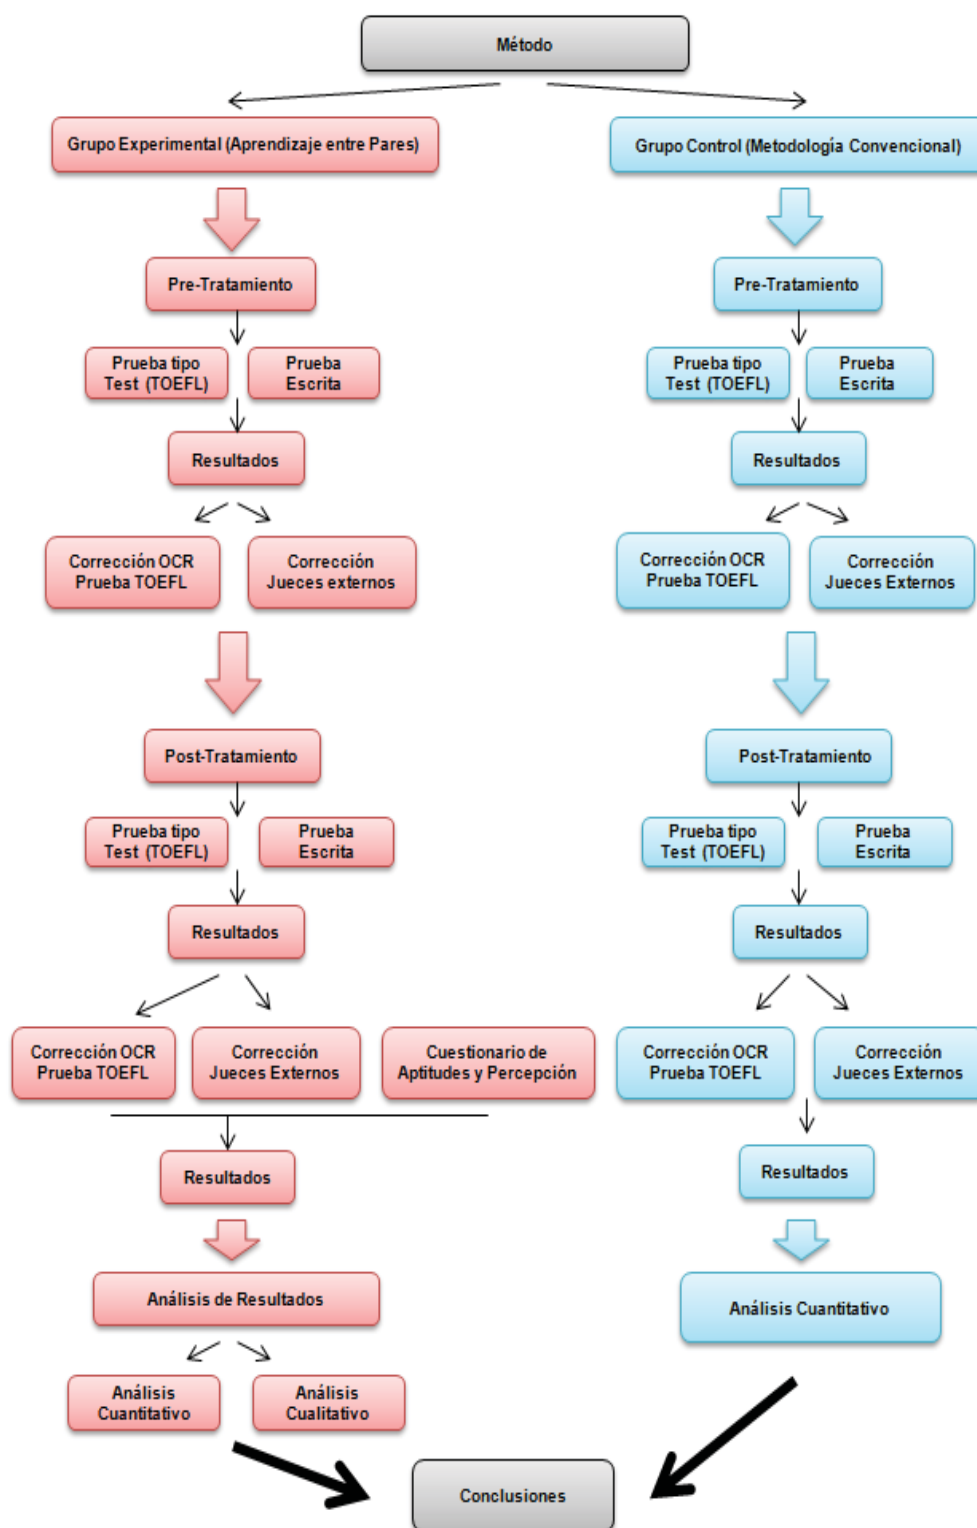 Método
Grupo Experimental (Aprendizaje entre Pares)
Grupo Control (Metodología Convencional)
Pre-Tratamiento
Pre-Tratamiento
Prueba tipo
Test (TOEFL)
Prueba
Escrita
Prueba tipo
Test (TOEFL)
Prueba
Escrita
Resultados
Resultados
Corrección OCR
Prueba TOEFL
Corrección
Jueces externos
Corrección OCR
Prueba TOEFL
Corrección
Jueces Externos
Post-Tratamiento
Post-Tratamiento
Prueba tipo
Test (TOEFL)
Prueba
Escrita
Prueba tipo
Test (TOEFL)
Prueba
Escrita
Resultados
Resultados
Corrección OCR
Prueba TOEFL
Corrección
Jueces Externos
Cuestionario de
Aptitudes y Percepción
Corrección OCR
Prueba TOEFL
Corrección
Jueces Externos
Resultados
Resultados
Análisis de Resultados
Análisis Cuantitativo
Análisis
Cuantitativo
Análisis
Cualitativo
Conclusiones